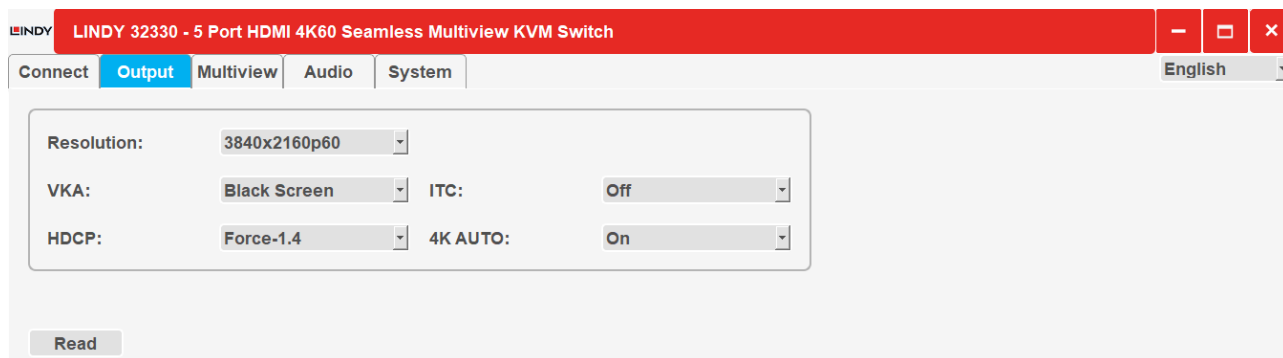 LINDY LINDY 32330 - 5 Port HDMI 4K60 Seamless Multiview KVM Switch
Connect Output Multiview Audio System English
Resolution: 3840x2160p60
VKA: Black Screen ITC: Off
HDCP: Force-1.4 4K AUTO: On
Read